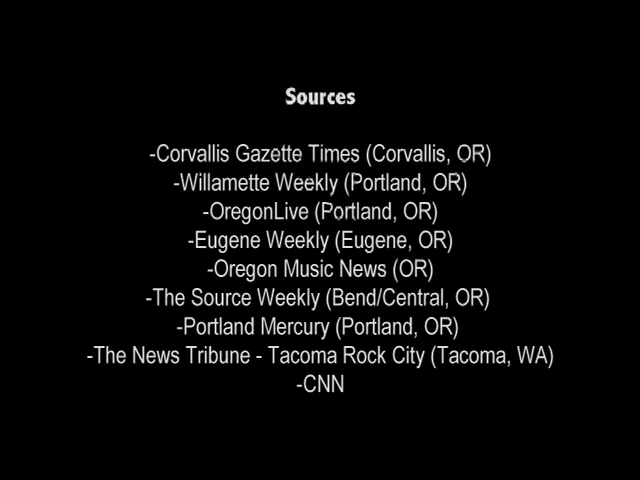 Sources
-Corvallis Gazette Times (Corvallis, OR)
-Willamette Weekly (Portland, OR)
-OregonLive (Portland, OR)
-Eugene Weekly (Eugene, OR)
-Oregon Music News (OR)
-The Source Weekly (Bend/Central, OR)
-Portland Mercury (Portland, OR)
-The News Tribune - Tacoma Rock City (Tacoma, WA)
-CNN